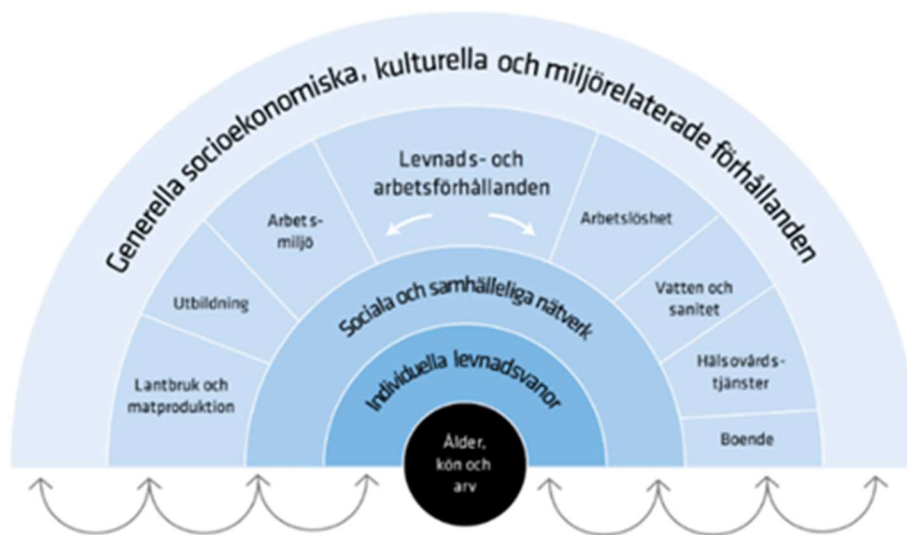 Generella socioekonomiska, kulturella och miljörelaterade förhållanden
Levnads- och
arbetsförhållanden
Arbets-
miljö
Arbetslöshet
Utbildning
Vatten och
sanitet
Lantbruk och
matproduktion
Hälsovårds-
tjänster
Boende
Sociala och samhälleliga nätverk
Individuella levnadsvanor
Ålder,
kön och
arv